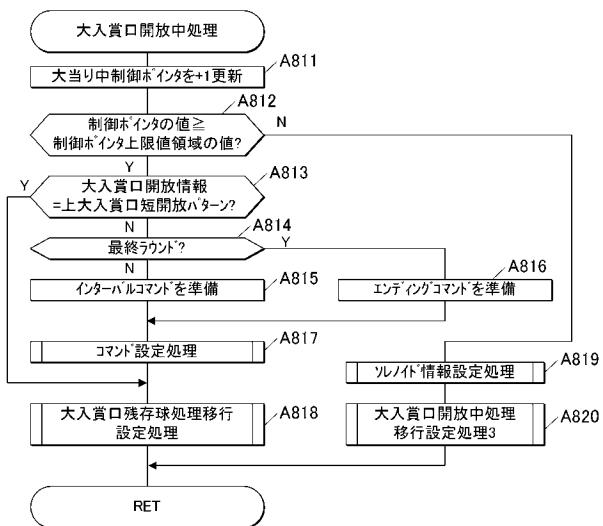 大入賞口開放中処理
大当り中制御ﾎﾟｲﾝﾀを+1更新
A811
A812
制御ﾎﾟｲﾝﾀの値≧
制御ﾎﾟｲﾝﾀ上限値領域の値?
N
Y
A813
Y
大入賞口開放情報
=上大入賞口短開放ﾊﾟﾀｰﾝ?
N
A814
最終ﾗｳﾝﾄﾞ?
Y
N
A815
ｲﾝﾀｰﾊﾞﾙｺﾏﾝﾄﾞを準備
A816
ｴﾝﾃﾞｨﾝｸﾞｺﾏﾝﾄﾞを準備
A817
ｺﾏﾝﾄﾞ設定処理
A819
ｿﾚﾉｲﾄﾞ情報設定処理
大入賞口残存球処理移行
設定処理
A818
大入賞口開放中処理
移行設定処理3
A820
RET